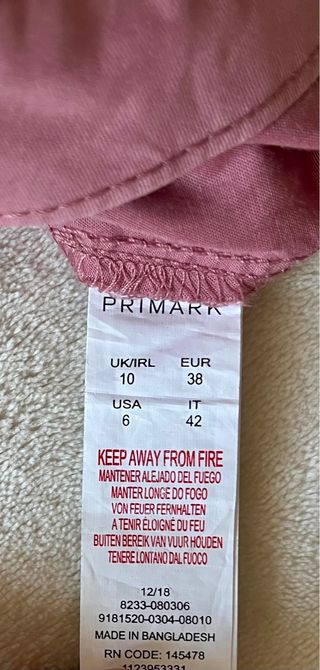 PRIMARK
UK/IRL EUR
10 38
USA IT
6 42
KEEP AWAY FROM FIRE
MANTENER ALEJADO DEL FUEGO
MANTER LONGE DO FOGO
VON FEUER FERNHALTEN
A TENIR ÉLOIGNÉ DU FEU
BUITEN BEREIK VAN VUUR HOUDEN
TENERE LONTANO DAL FUOCO
12/18
8233-080306
9181520-0304-08010
MADE IN BANGLADESH
RN CODE: 145478
1123953331